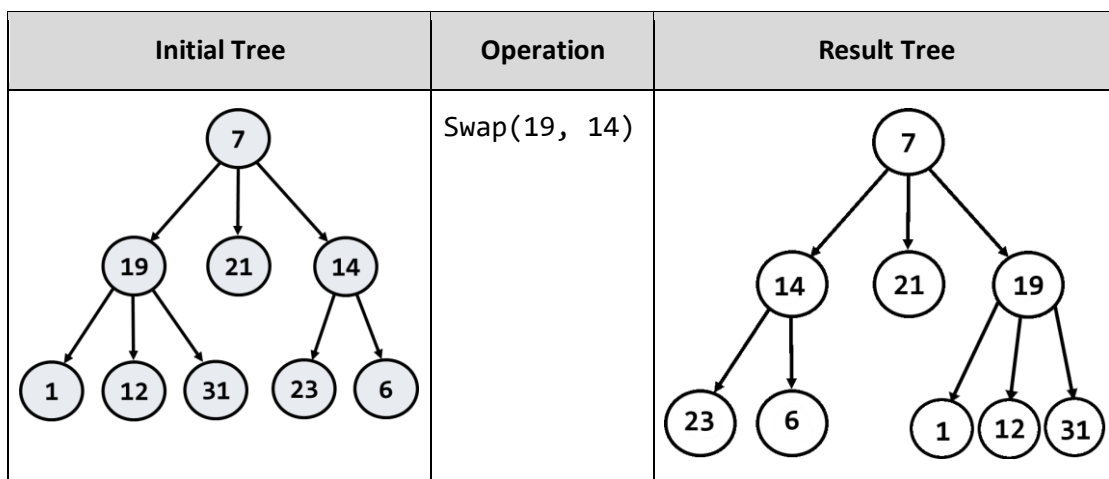 Initial Tree
Operation
Result Tree
7
19 21 14
1 12 31 23 6
Swap(19, 14)
7
14 21 19
23 6 1 12 31